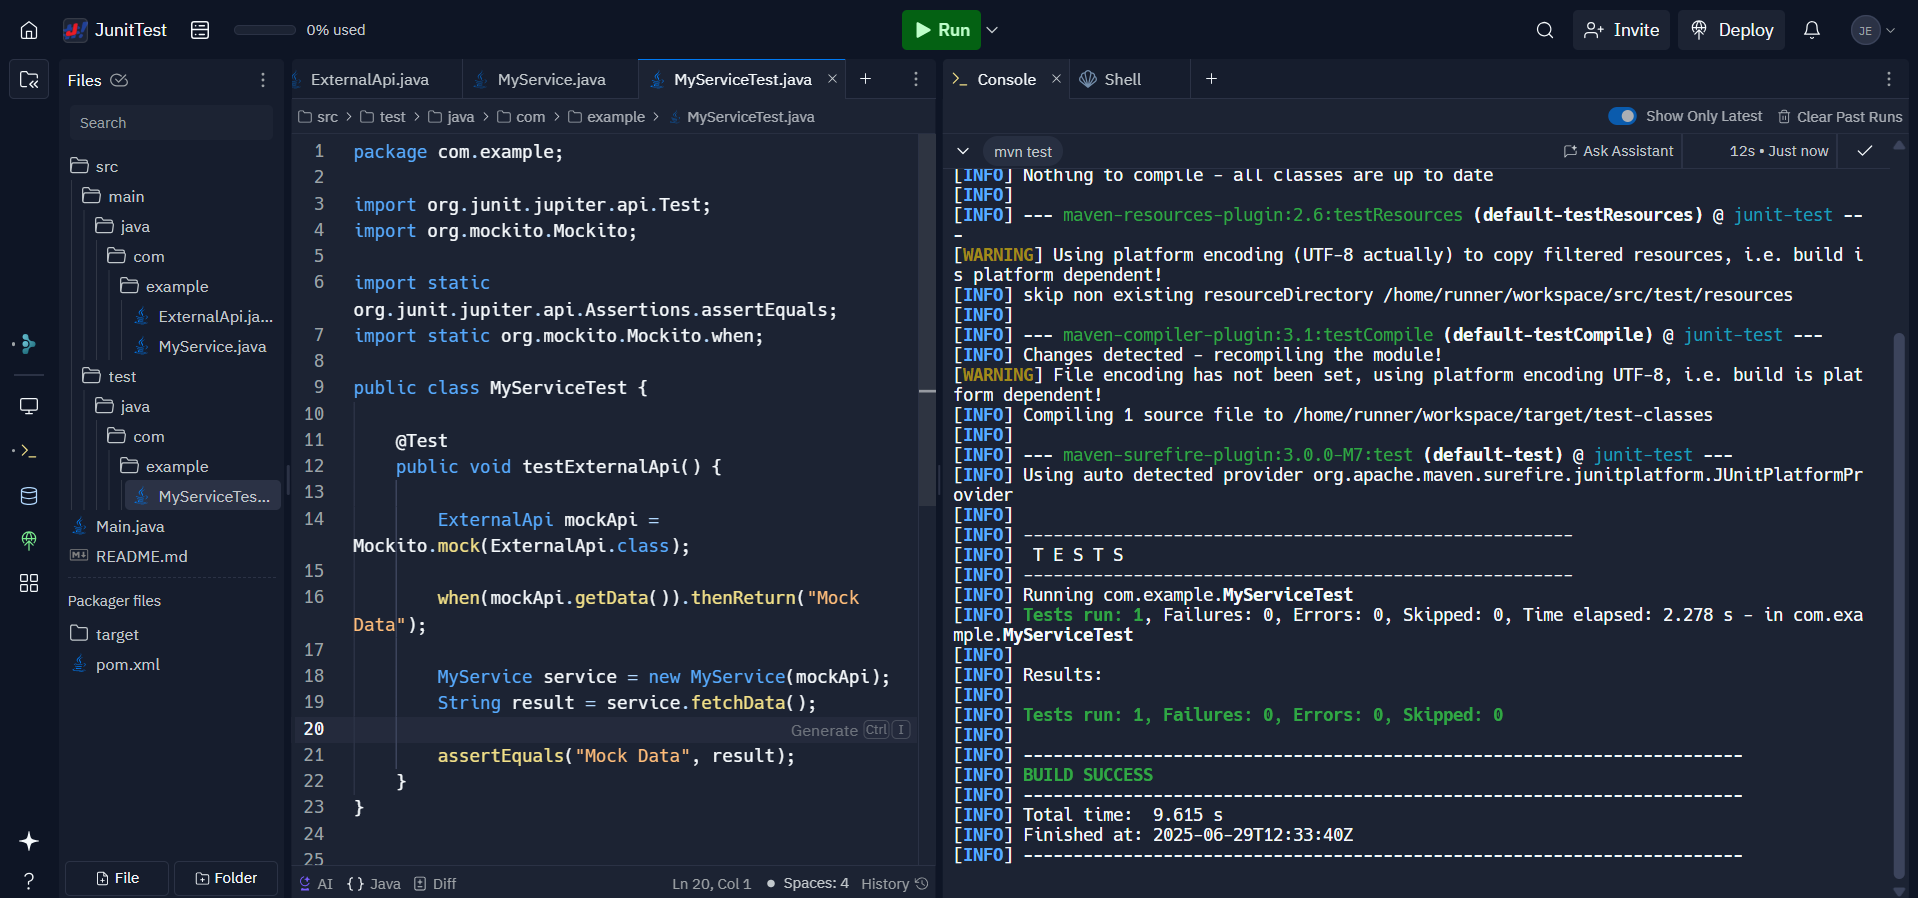 JunitTest
0% used
Run
Invite
Deploy
JE
Files
Search
src
main
java
com
example
ExternalApi.ja...
MyService.java
test
java
com
example
MyServiceTes...
Main.java
README.md
Packager files
target
pom.xml
File
Folder
ExternalApi.java
MyService.java
MyServiceTest.java
src > test > java > com > example > MyServiceTest.java
1 package com.example;
2
3 import org.junit.jupiter.api.Test;
4 import org.mockito.Mockito;
5
6 import static
org.junit.jupiter.api.Assertions.assertEquals;
7 import static org.mockito.Mockito.when;
8
9 public class MyServiceTest {
10
11 @Test
12 public void testExternalApi() {
13
14 ExternalApi mockApi =
Mockito.mock(ExternalApi.class);
15
16 when(mockApi.getData()).thenReturn("Mock
Data");
17
18 MyService service = new MyService(mockApi);
19 String result = service.fetchData();
20 Generate Ctrl I
21 assertEquals("Mock Data", result);
22 }
23 }
24
25
AI {} Java Diff Ln 20, Col 1 • Spaces: 4 History
Console
Shell
Show Only Latest Clear Past Runs
mvn test Ask Assistant 12s • Just now
[INFO] Nothing to compile - all classes are up to date
[INFO]
[INFO] --- maven-resources-plugin:2.6:testResources (default-testResources) @ junit-test --
-
[WARNING] Using platform encoding (UTF-8 actually) to copy filtered resources, i.e. build i
s platform dependent!
[INFO] skip non existing resourceDirectory /home/runner/workspace/src/test/resources
[INFO]
[INFO] --- maven-compiler-plugin:3.1:testCompile (default-testCompile) @ junit-test ---
[INFO] Changes detected - recompiling the module!
[WARNING] File encoding has not been set, using platform encoding UTF-8, i.e. build is plat
form dependent!
[INFO] Compiling 1 source file to /home/runner/workspace/target/test-classes
[INFO]
[INFO] --- maven-surefire-plugin:3.0.0-M7:test (default-test) @ junit-test ---
[INFO] Using auto detected provider org.apache.maven.surefire.junitplatform.JUnitPlatformPr
ovider
[INFO]
[INFO] -------------------------------------------------------
[INFO]  T E S T S
[INFO] -------------------------------------------------------
[INFO] Running com.example.MyServiceTest
[INFO] Tests run: 1, Failures: 0, Errors: 0, Skipped: 0, Time elapsed: 2.278 s - in com.exa
mple.MyServiceTest
[INFO]
[INFO] Results:
[INFO]
[INFO] Tests run: 1, Failures: 0, Errors: 0, Skipped: 0
[INFO]
[INFO] ------------------------------------------------------------------------
[INFO] BUILD SUCCESS
[INFO] ------------------------------------------------------------------------
[INFO] Total time:  9.615 s
[INFO] Finished at: 2025-06-29T12:33:40Z
[INFO] ------------------------------------------------------------------------